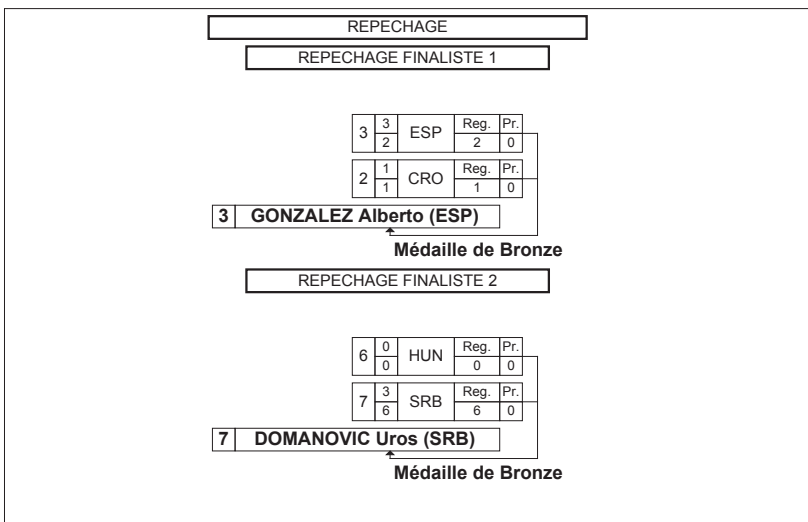 REPECHAGE
REPECHAGE FINALISTE 1
3 3 ESP Reg. Pr.
2 2 0
2 1 CRO Reg. Pr.
1 1 0
3 GONZALEZ Alberto (ESP)
Médaille de Bronze
REPECHAGE FINALISTE 2
6 0 HUN Reg. Pr.
0 0 0
7 3 SRB Reg. Pr.
6 6 0
7 DOMANOVIC Uros (SRB)
Médaille de Bronze